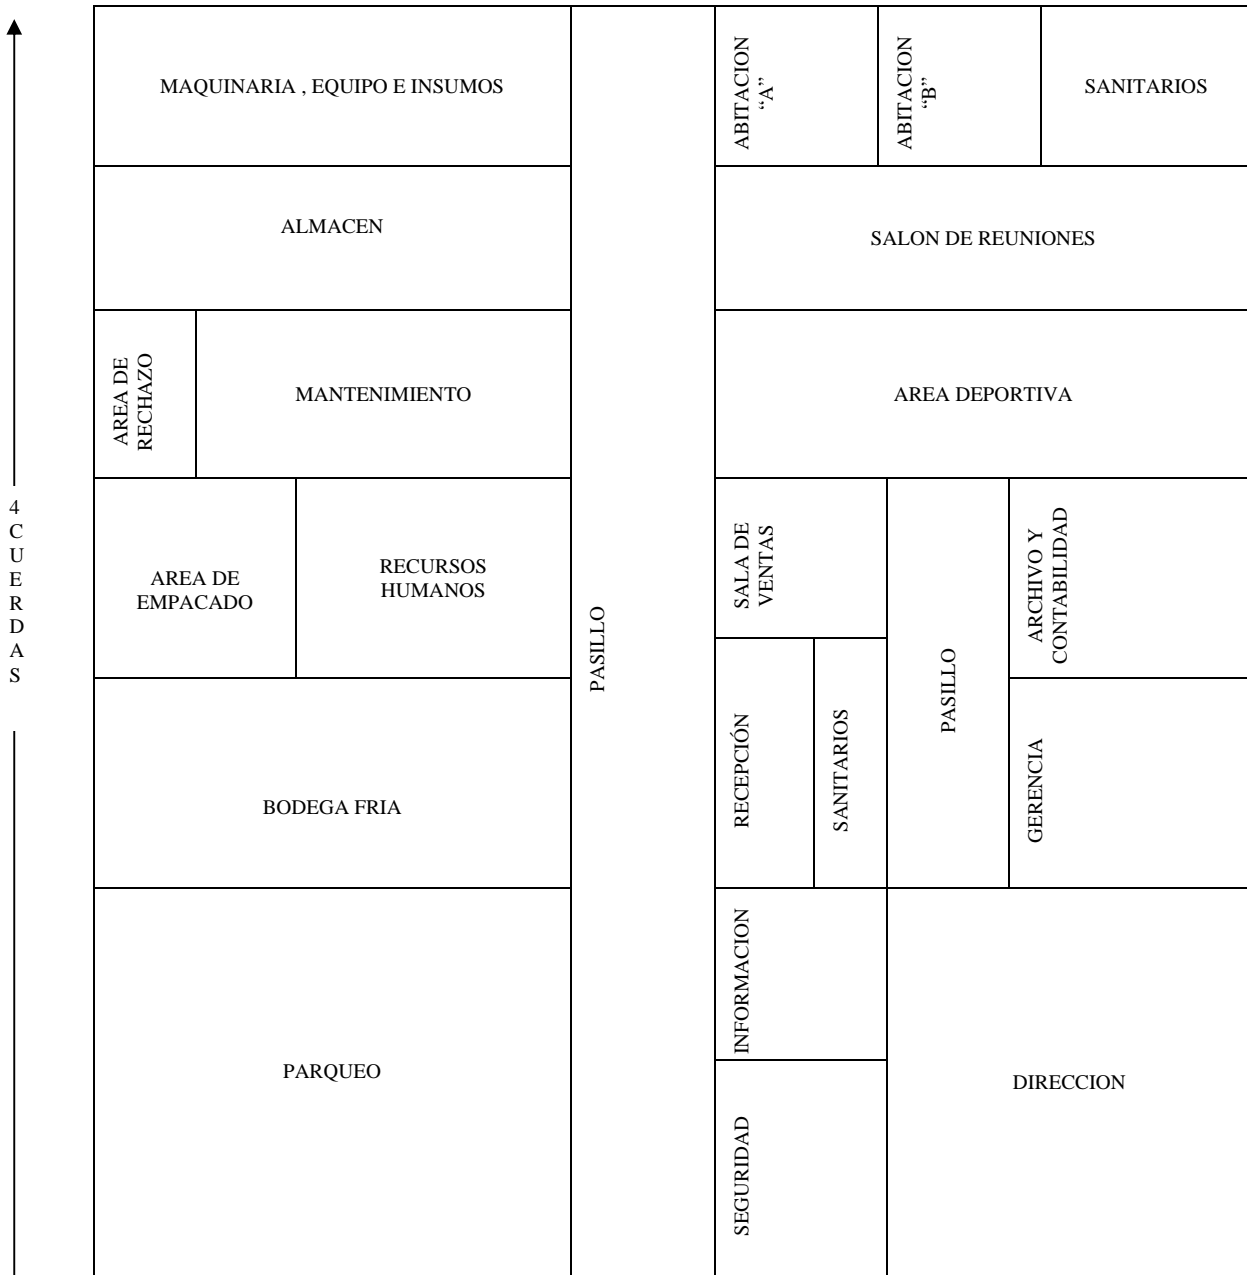 MAQUINARIA , EQUIPO E INSUMOS
ABITACION
“A”
ABITACION
“B”
SANITARIOS
ALMACEN
SALON DE REUNIONES
AREA DE
RECHAZO
MANTENIMIENTO
AREA DEPORTIVA
4
C
U
E
R
D
A
S
AREA DE
EMPACADO
RECURSOS
HUMANOS
PASILLO
SALA DE
VENTAS
PASILLO
ARCHIVO Y
CONTABILIDAD
BODEGA FRIA
RECEPCIÓN
SANITARIOS
GERENCIA
PARQUEO
INFORMACION
DIRECCION
SEGURIDAD